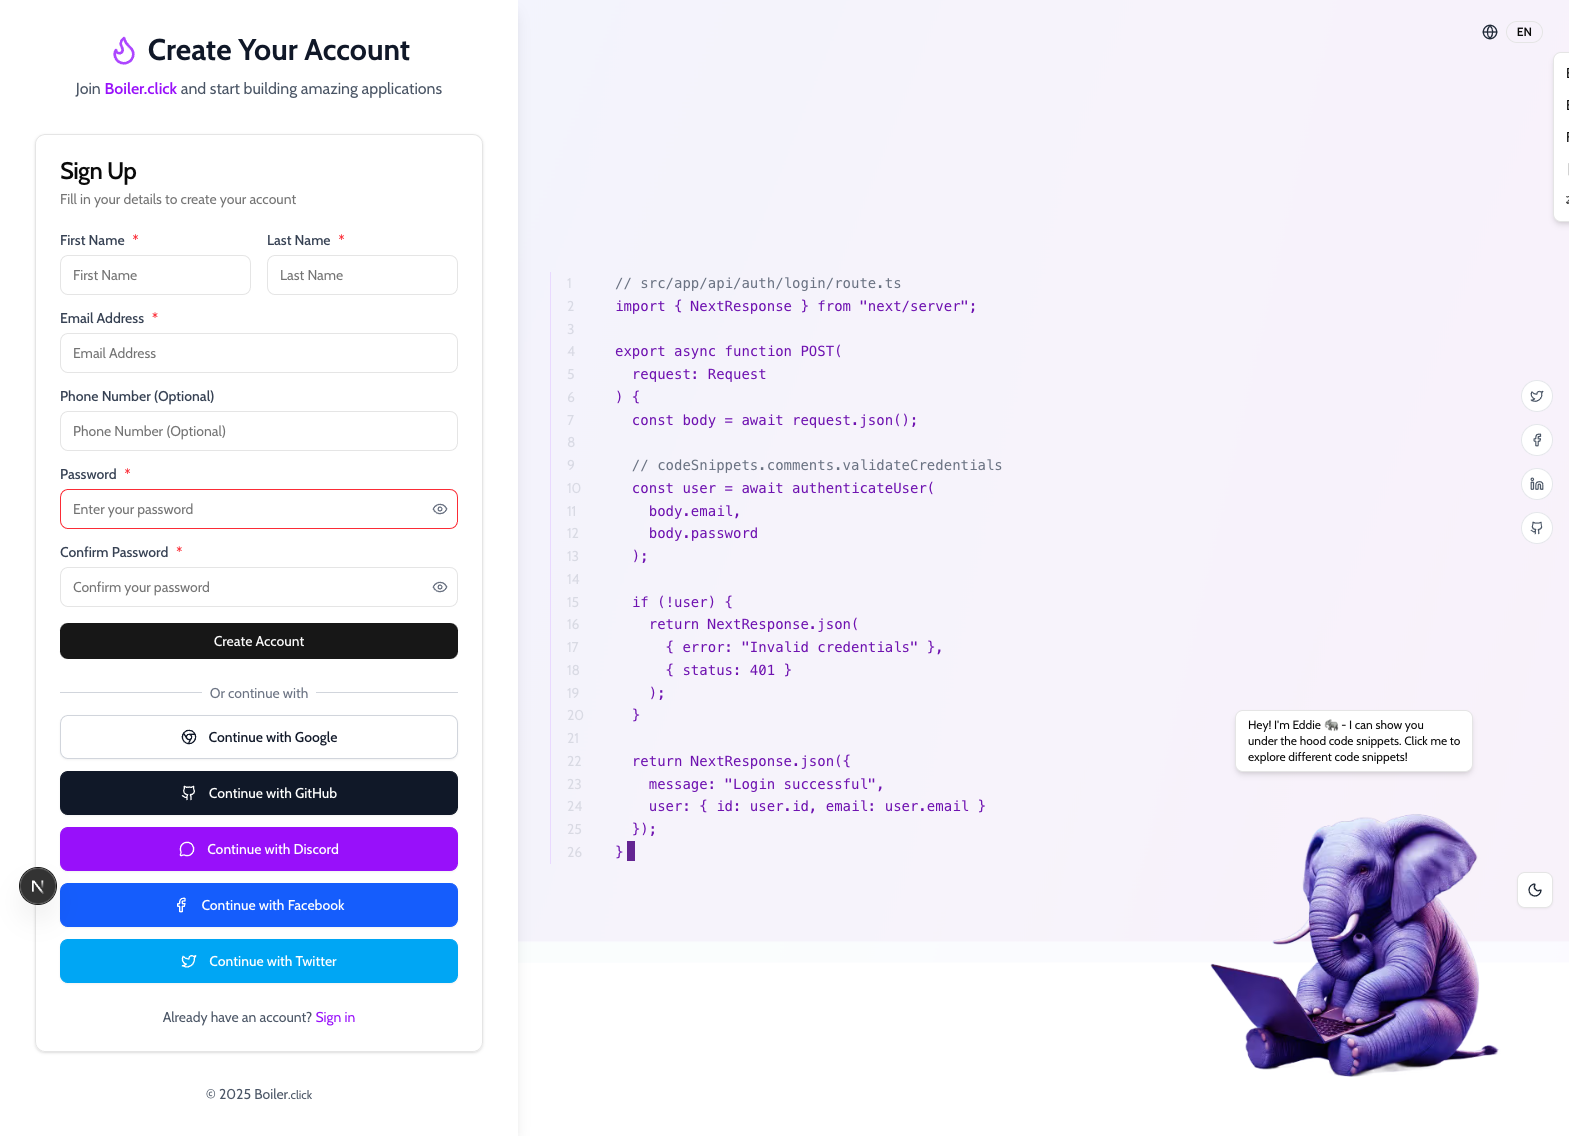 Create Your Account
Join Boiler.click and start building amazing applications
Sign Up
Fill in your details to create your account
First Name *
Last Name *
First Name
Last Name
Email Address *
Email Address
Phone Number (Optional)
Phone Number (Optional)
Password *
Enter your password
Confirm Password *
Confirm your password
Create Account
Or continue with
Continue with Google
Continue with GitHub
Continue with Discord
Continue with Facebook
Continue with Twitter
Already have an account? Sign in
© 2025 Boiler.click
N
EN
1 // src/app/api/auth/login/route.ts
2 import { NextResponse } from "next/server";
3
4 export async function POST(
5 request: Request
6 ) {
7 const body = await request.json();
8
9 // codeSnippets.comments.validateCredentials
10 const user = await authenticateUser(
11 body.email,
12 body.password
13 );
14
15 if (!user) {
16 return NextResponse.json(
17 { error: "Invalid credentials" },
18 { status: 401 }
19 );
20 }
21
22 return NextResponse.json({
23 message: "Login successful",
24 user: { id: user.id, email: user.email }
25 });
26 }
Hey! I'm Eddie 🐘 - I can show you
under the hood code snippets. Click me to
explore different code snippets!